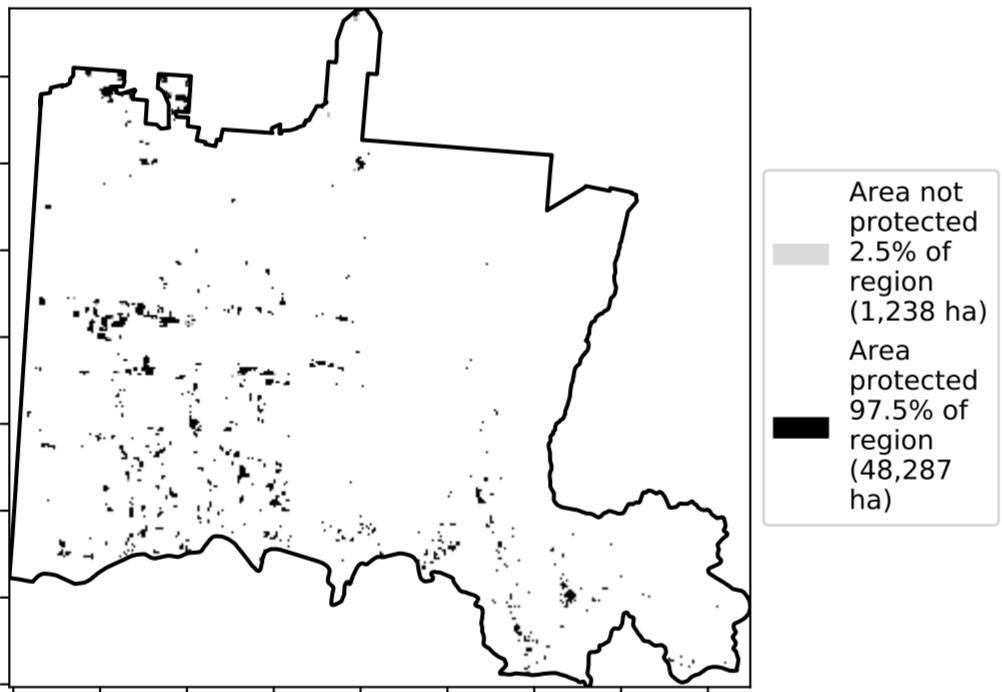 Area not
protected
2.5% of
region
(1,238 ha)
Area
protected
97.5% of
region
(48,287
ha)